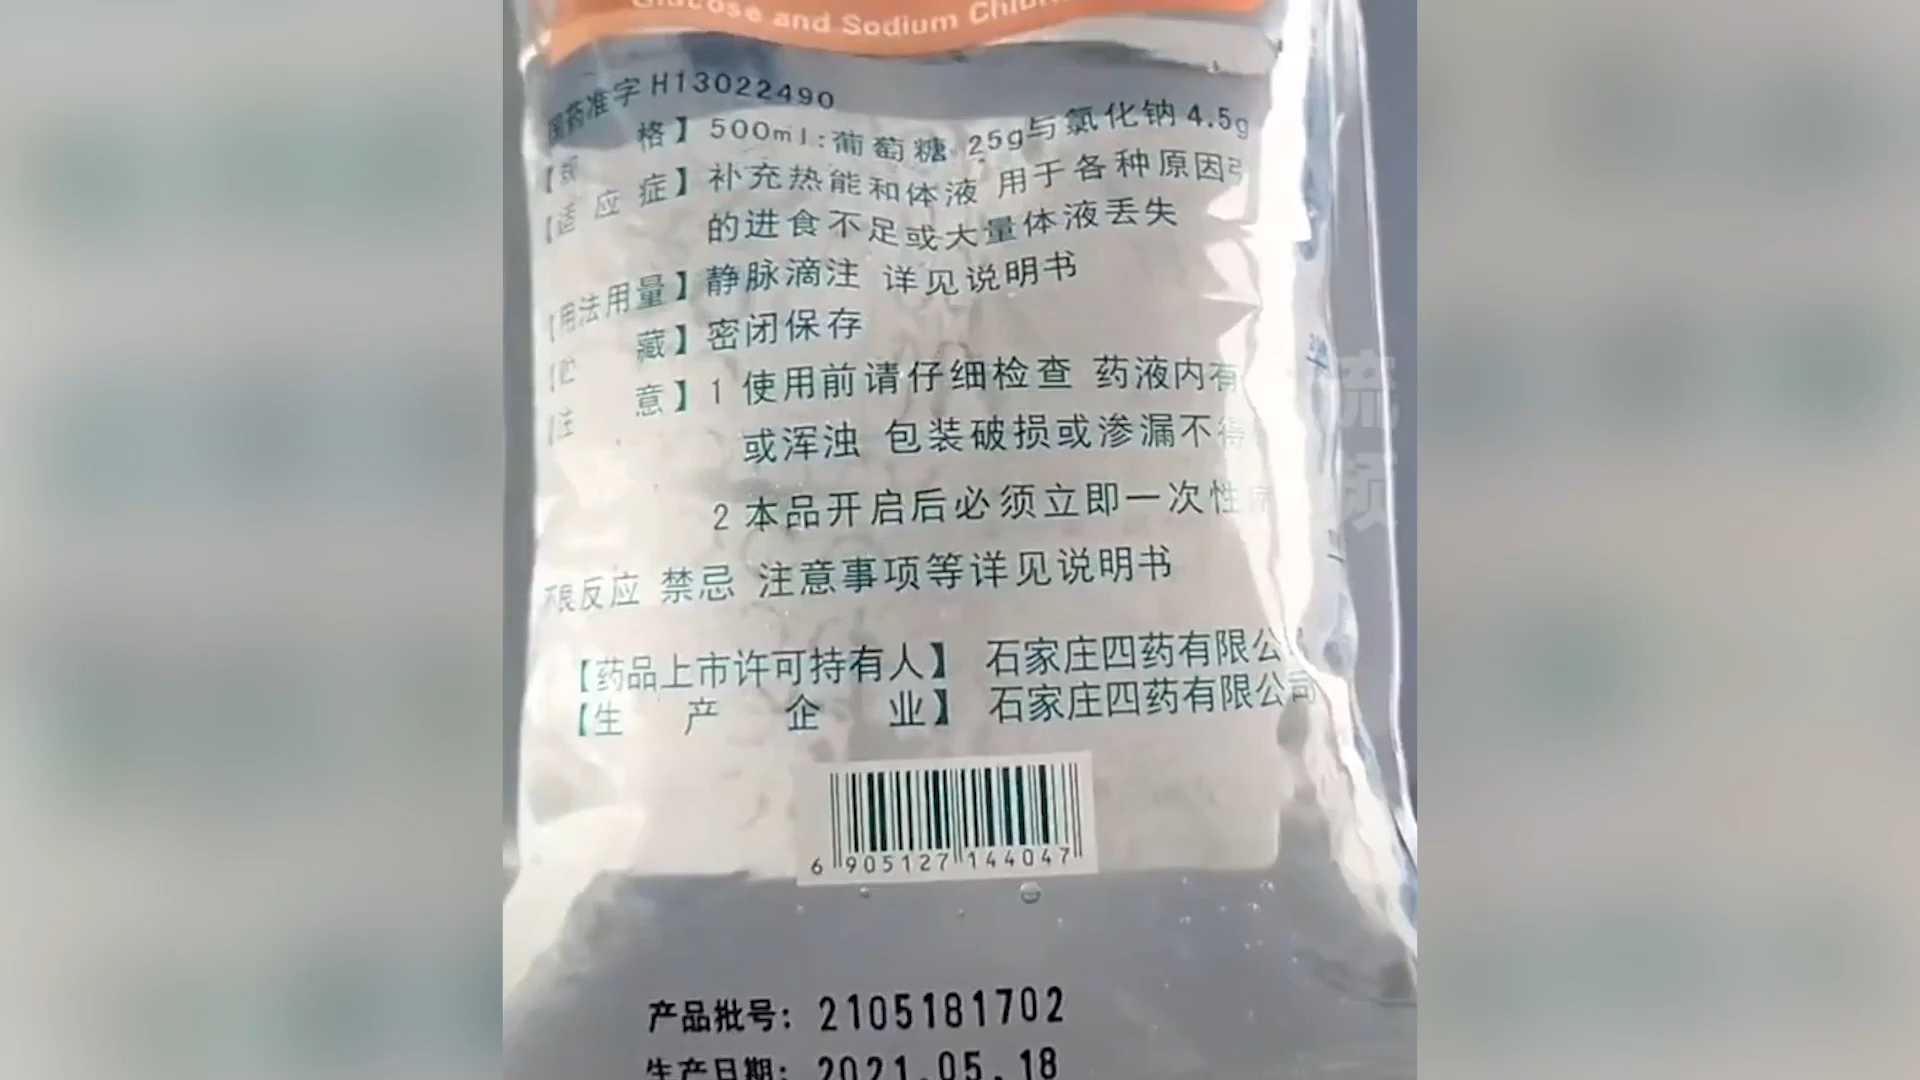 Glucose and Sodium
国药准字 H13022490
【规 格】 500ml:葡萄糖 25g与氯化钠 4.5g
【适 应 症】 补充热能和体液 用于各种原因引
的进食不足或大量体液丢失
【用法用量】 静脉滴注 详见说明书
【贮 藏】 密闭保存
【注 意】 1 使用前请仔细检查 药液内有
或浑浊 包装破损或渗漏不得
2 本品开启后必须立即一次性
不良反应 禁忌 注意事项等详见说明书
【药品上市许可持有人】 石家庄四药有限公
【生 产 企 业】 石家庄四药有限公司
6 905127 144047
产品批号: 2105181702
生产日期: 2021.05.18